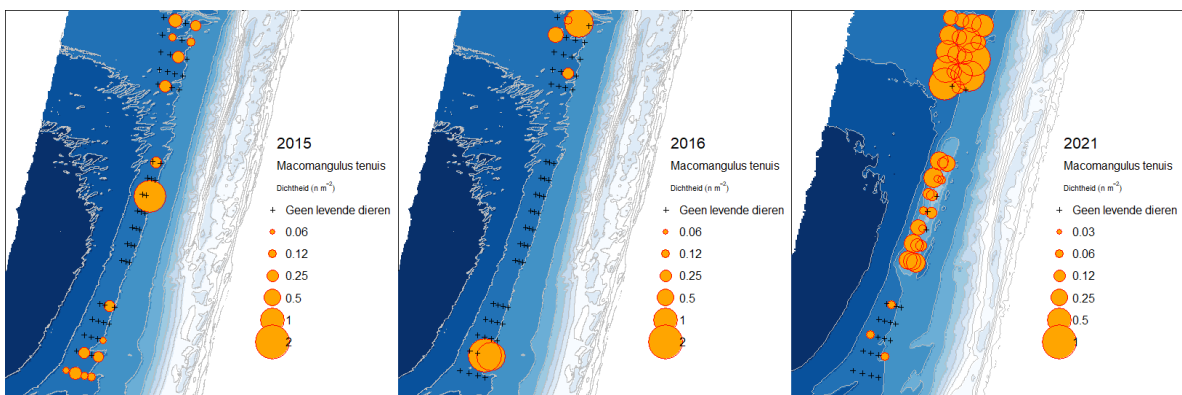 2015
Macomangulus tenuis
Dichtheid (n m⁻²)
+ Geen levende dieren
0.06
0.12
0.25
0.5
1
2
2016
Macomangulus tenuis
Dichtheid (n m⁻²)
+ Geen levende dieren
0.06
0.12
0.25
0.5
1
2
2021
Macomangulus tenuis
Dichtheid (n m⁻²)
+ Geen levende dieren
0.03
0.06
0.12
0.25
0.5
1